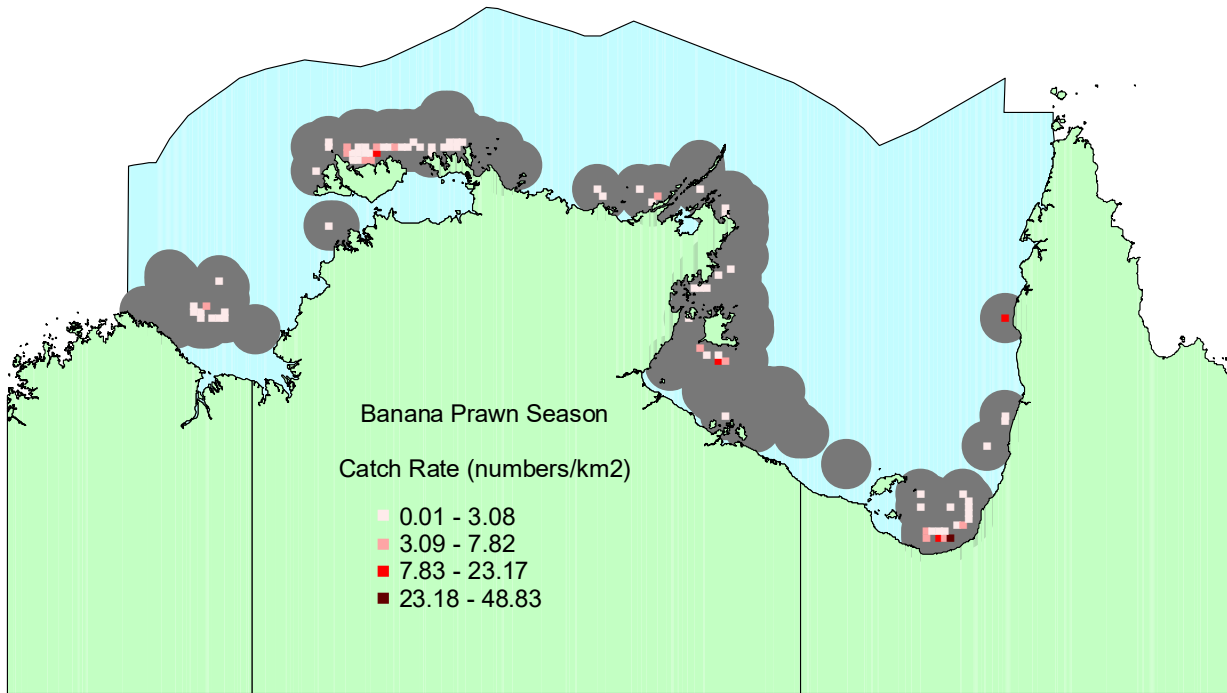 Banana Prawn Season
Catch Rate (numbers/km2)
0.01 - 3.08
3.09 - 7.82
7.83 - 23.17
23.18 - 48.83